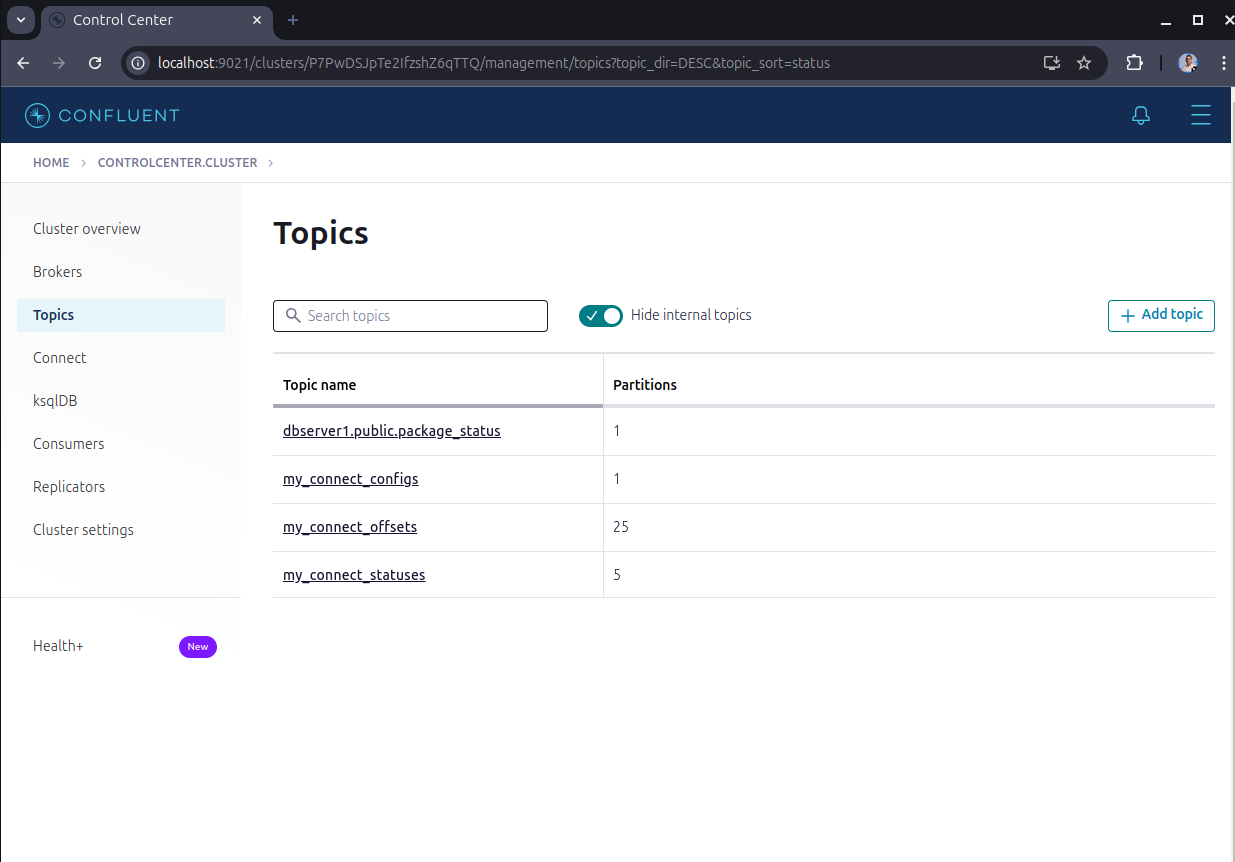 Control Center
localhost:9021/clusters/P7PwDSJpTe2IfzshZ6qTTQ/management/topics?topic_dir=DESC&topic_sort=status
CONFLUENT
HOME > CONTROLCENTER.CLUSTER >
Cluster overview
Brokers
Topics
Connect
ksqlDB
Consumers
Replicators
Cluster settings
Health+ New
Topics
Search topics Hide internal topics + Add topic
Topic name Partitions
dbserver1.public.package_status 1
my_connect_configs 1
my_connect_offsets 25
my_connect_statuses 5